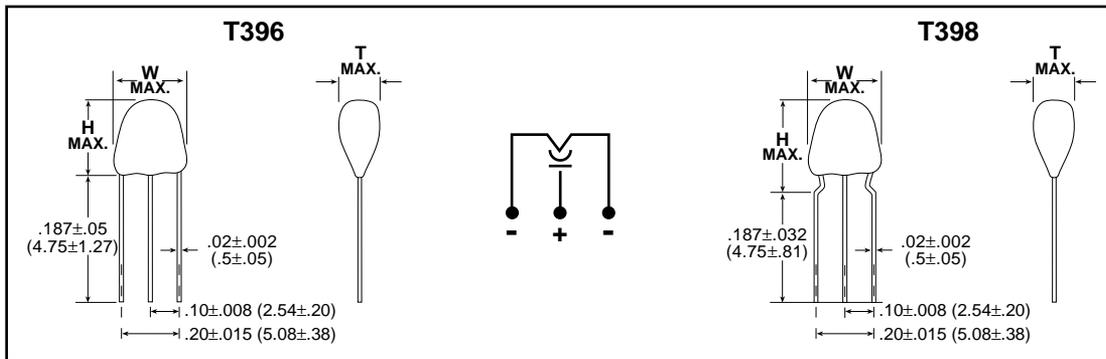 T396
W
MAX.
T
MAX.
H
MAX.
.187±.05
(4.75±1.27)
.02±.002
(.5±.05)
.10±.008 (2.54±.20)
.20±.015 (5.08±.38)
- + -
T398
W
MAX.
T
MAX.
H
MAX.
.187±.032
(4.75±.81)
.02±.002
(.5±.05)
.10±.008 (2.54±.20)
.20±.015 (5.08±.38)